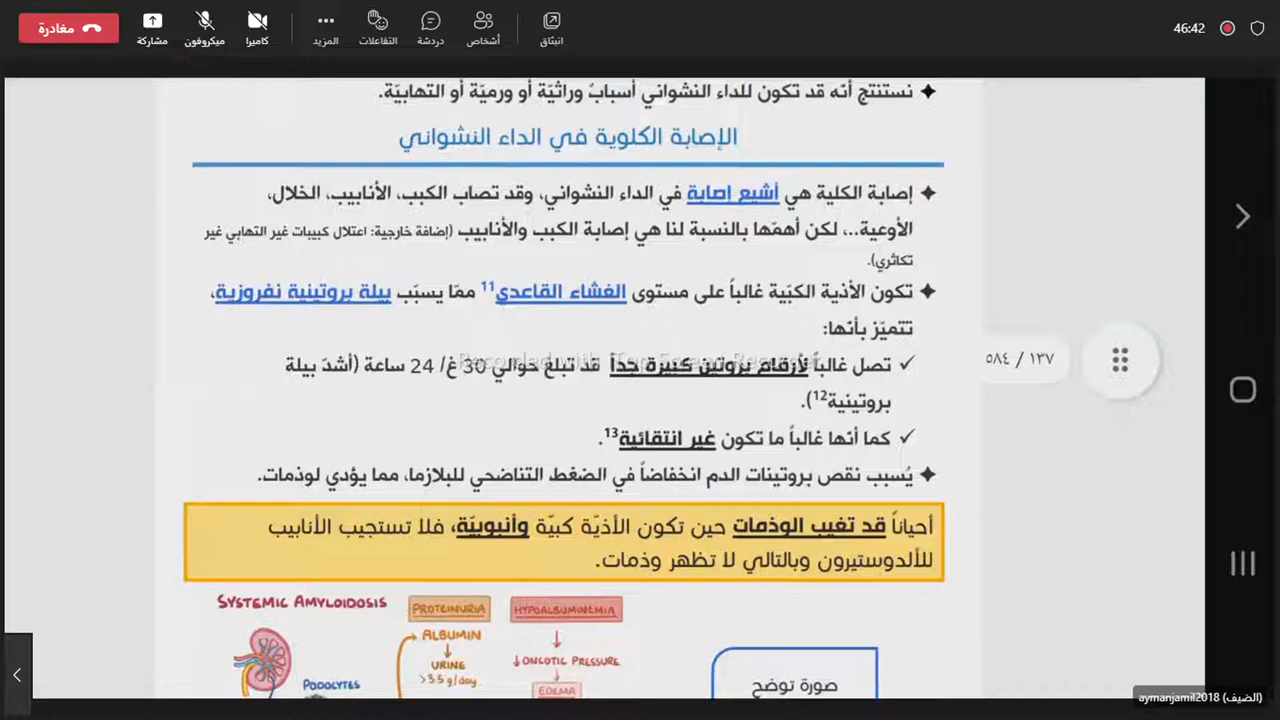 مغادرة
مشاركة
ميكروفون
كاميرا
المزيد
التفاعلات
دردشة
أشخاص
انبثاق
46:42
نستنتج أنّه قد تكون للداء النشواني أسبابٌ وراثيّة أو ورميّة أو التهابيّة.
الإصابة الكلوية في الداء النشواني
إصابة الكلية هي أشيع إصابة في الداء النشواني، وقد تصاب الكبب، الأنابيب، الخلال،
الأوعية..، لكن أهمّها بالنسبة لنا هي إصابة الكبب والأنابيب (إضافة خارجية: اعتلال كبيبات غير التهابي غير
تكاثري).
تكون الأذية الكبّية غالباً على مستوى الغشاء القاعدي11 ممّا يسبّب بيلة بروتينية نفروزية،
تتميّز بأنها:
تصل غالباً لأرقام بروتين كبيرة جداً قد تبلغ حوالي 30 غ/ 24 ساعة (أشدّ بيلة
بروتينية12).
كما أنها غالباً ما تكون غير انتقائية13.
يُسبب نقص بروتينات الدم انخفاضاً في الضغط التناضحي للبلازما، مما يؤدي لوذمات.
أحياناً قد تغيب الوذمات حين تكون الأذيّة كبيّة وأنبوبيّة، فلا تستجيب الأنابيب
للألدوستيرون وبالتالي لا تظهر وذمات.
١٣٧ / ٥٨٤
SYSTEMIC AMYLOIDOSIS
PROTEINURIA
HYPOALBUMINEMIA
ALBUMIN
URINE
>3.5 g/day
↓ONCOTIC PRESSURE
EDEMA
PODOCYTES
صورة توضح
aymanjamil2018 (الضيف)